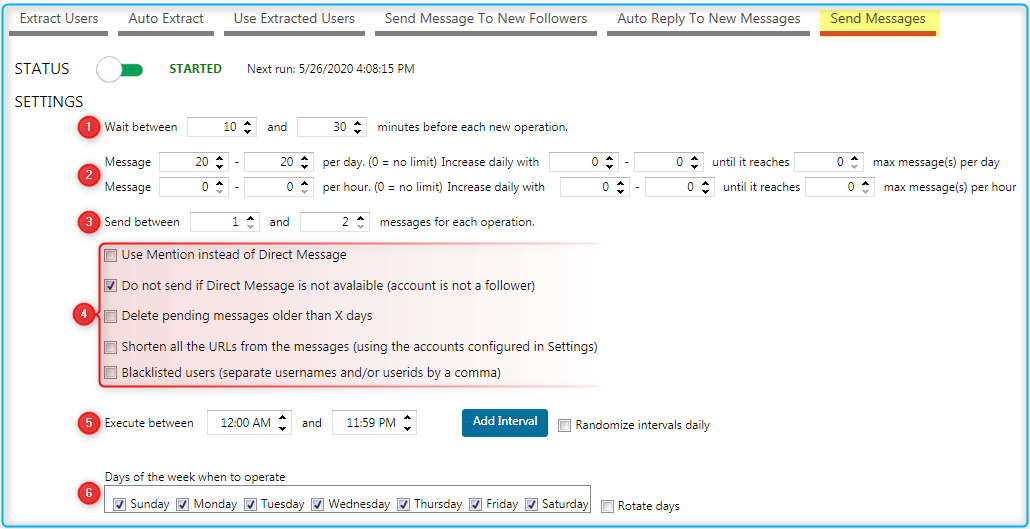 Extract Users Auto Extract Use Extracted Users Send Message To New Followers Auto Reply To New Messages Send Messages
STATUS STARTED Next run: 5/26/2020 4:08:15 PM
SETTINGS
1 Wait between 10 and 30 minutes before each new operation.
2
Message 20 - 20 per day. (0 = no limit) Increase daily with 0 - 0 until it reaches 0 max message(s) per day
Message 0 - 0 per hour. (0 = no limit) Increase daily with 0 - 0 until it reaches 0 max message(s) per hour
3 Send between 1 and 2 messages for each operation.
4
Use Mention instead of Direct Message
Do not send if Direct Message is not avalaible (account is not a follower)
Delete pending messages older than X days
Shorten all the URLs from the messages (using the accounts configured in Settings)
Blacklisted users (separate usernames and/or userids by a comma)
5 Execute between 12:00 AM and 11:59 PM Add Interval Randomize intervals daily
6
Days of the week when to operate
Sunday Monday Tuesday Wednesday Thursday Friday Saturday Rotate days